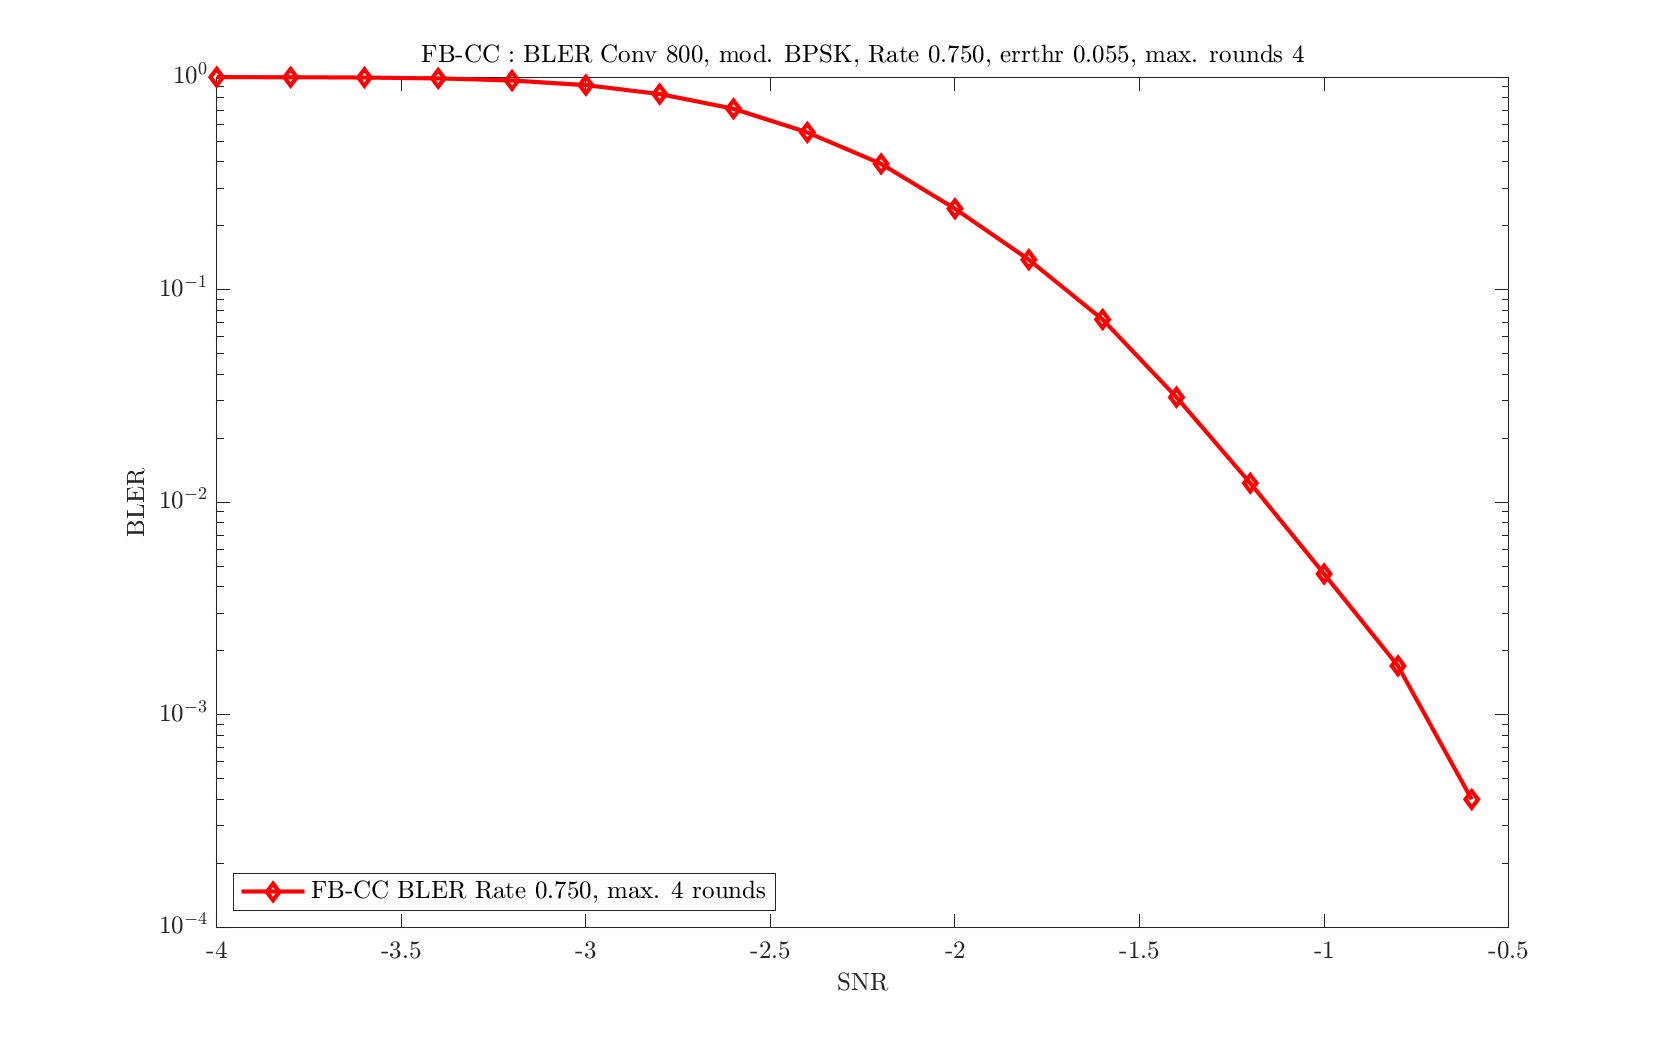 FB-CC : BLER Conv 800, mod. BPSK, Rate 0.750, errthr 0.055, max. rounds 4
10^0
10^-1
10^-2
10^-3
10^-4
BLER
FB-CC BLER Rate 0.750, max. 4 rounds
-4 -3.5 -3 -2.5 -2 -1.5 -1 -0.5
SNR